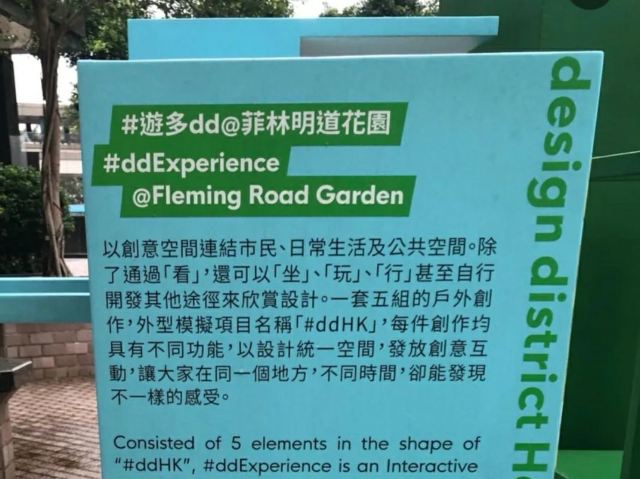 #遊多dd@菲林明道花園
#ddExperience
@Fleming Road Garden
以創意空間連結市民、日常生活及公共空間。除
了通過「看」，還可以「坐」、「玩」、「行」甚至自行
開發其他途徑來欣賞設計。一套五組的戶外創
作，外型模擬項目名稱「#ddHK」，每件創作均
具有不同功能，以設計統一空間，發放創意互
動，讓大家在同一個地方，不同時間，卻能發現
不一樣的感受。
Consisted of 5 elements in the shape of
“#ddHK”, #ddExperience is an Interactive
design district H